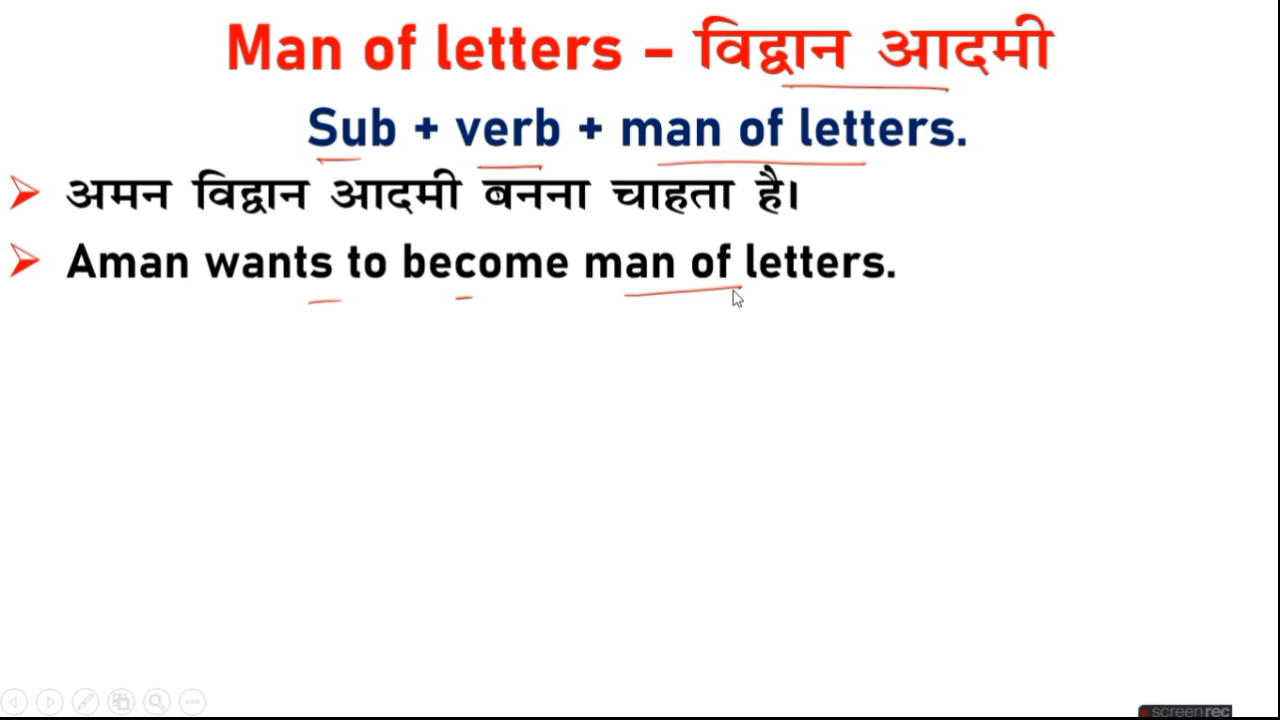 Man of letters – विद्वान आदमी
Sub + verb + man of letters.
अमन विद्वान आदमी बनना चाहता है।
Aman wants to become man of letters.
screenrec